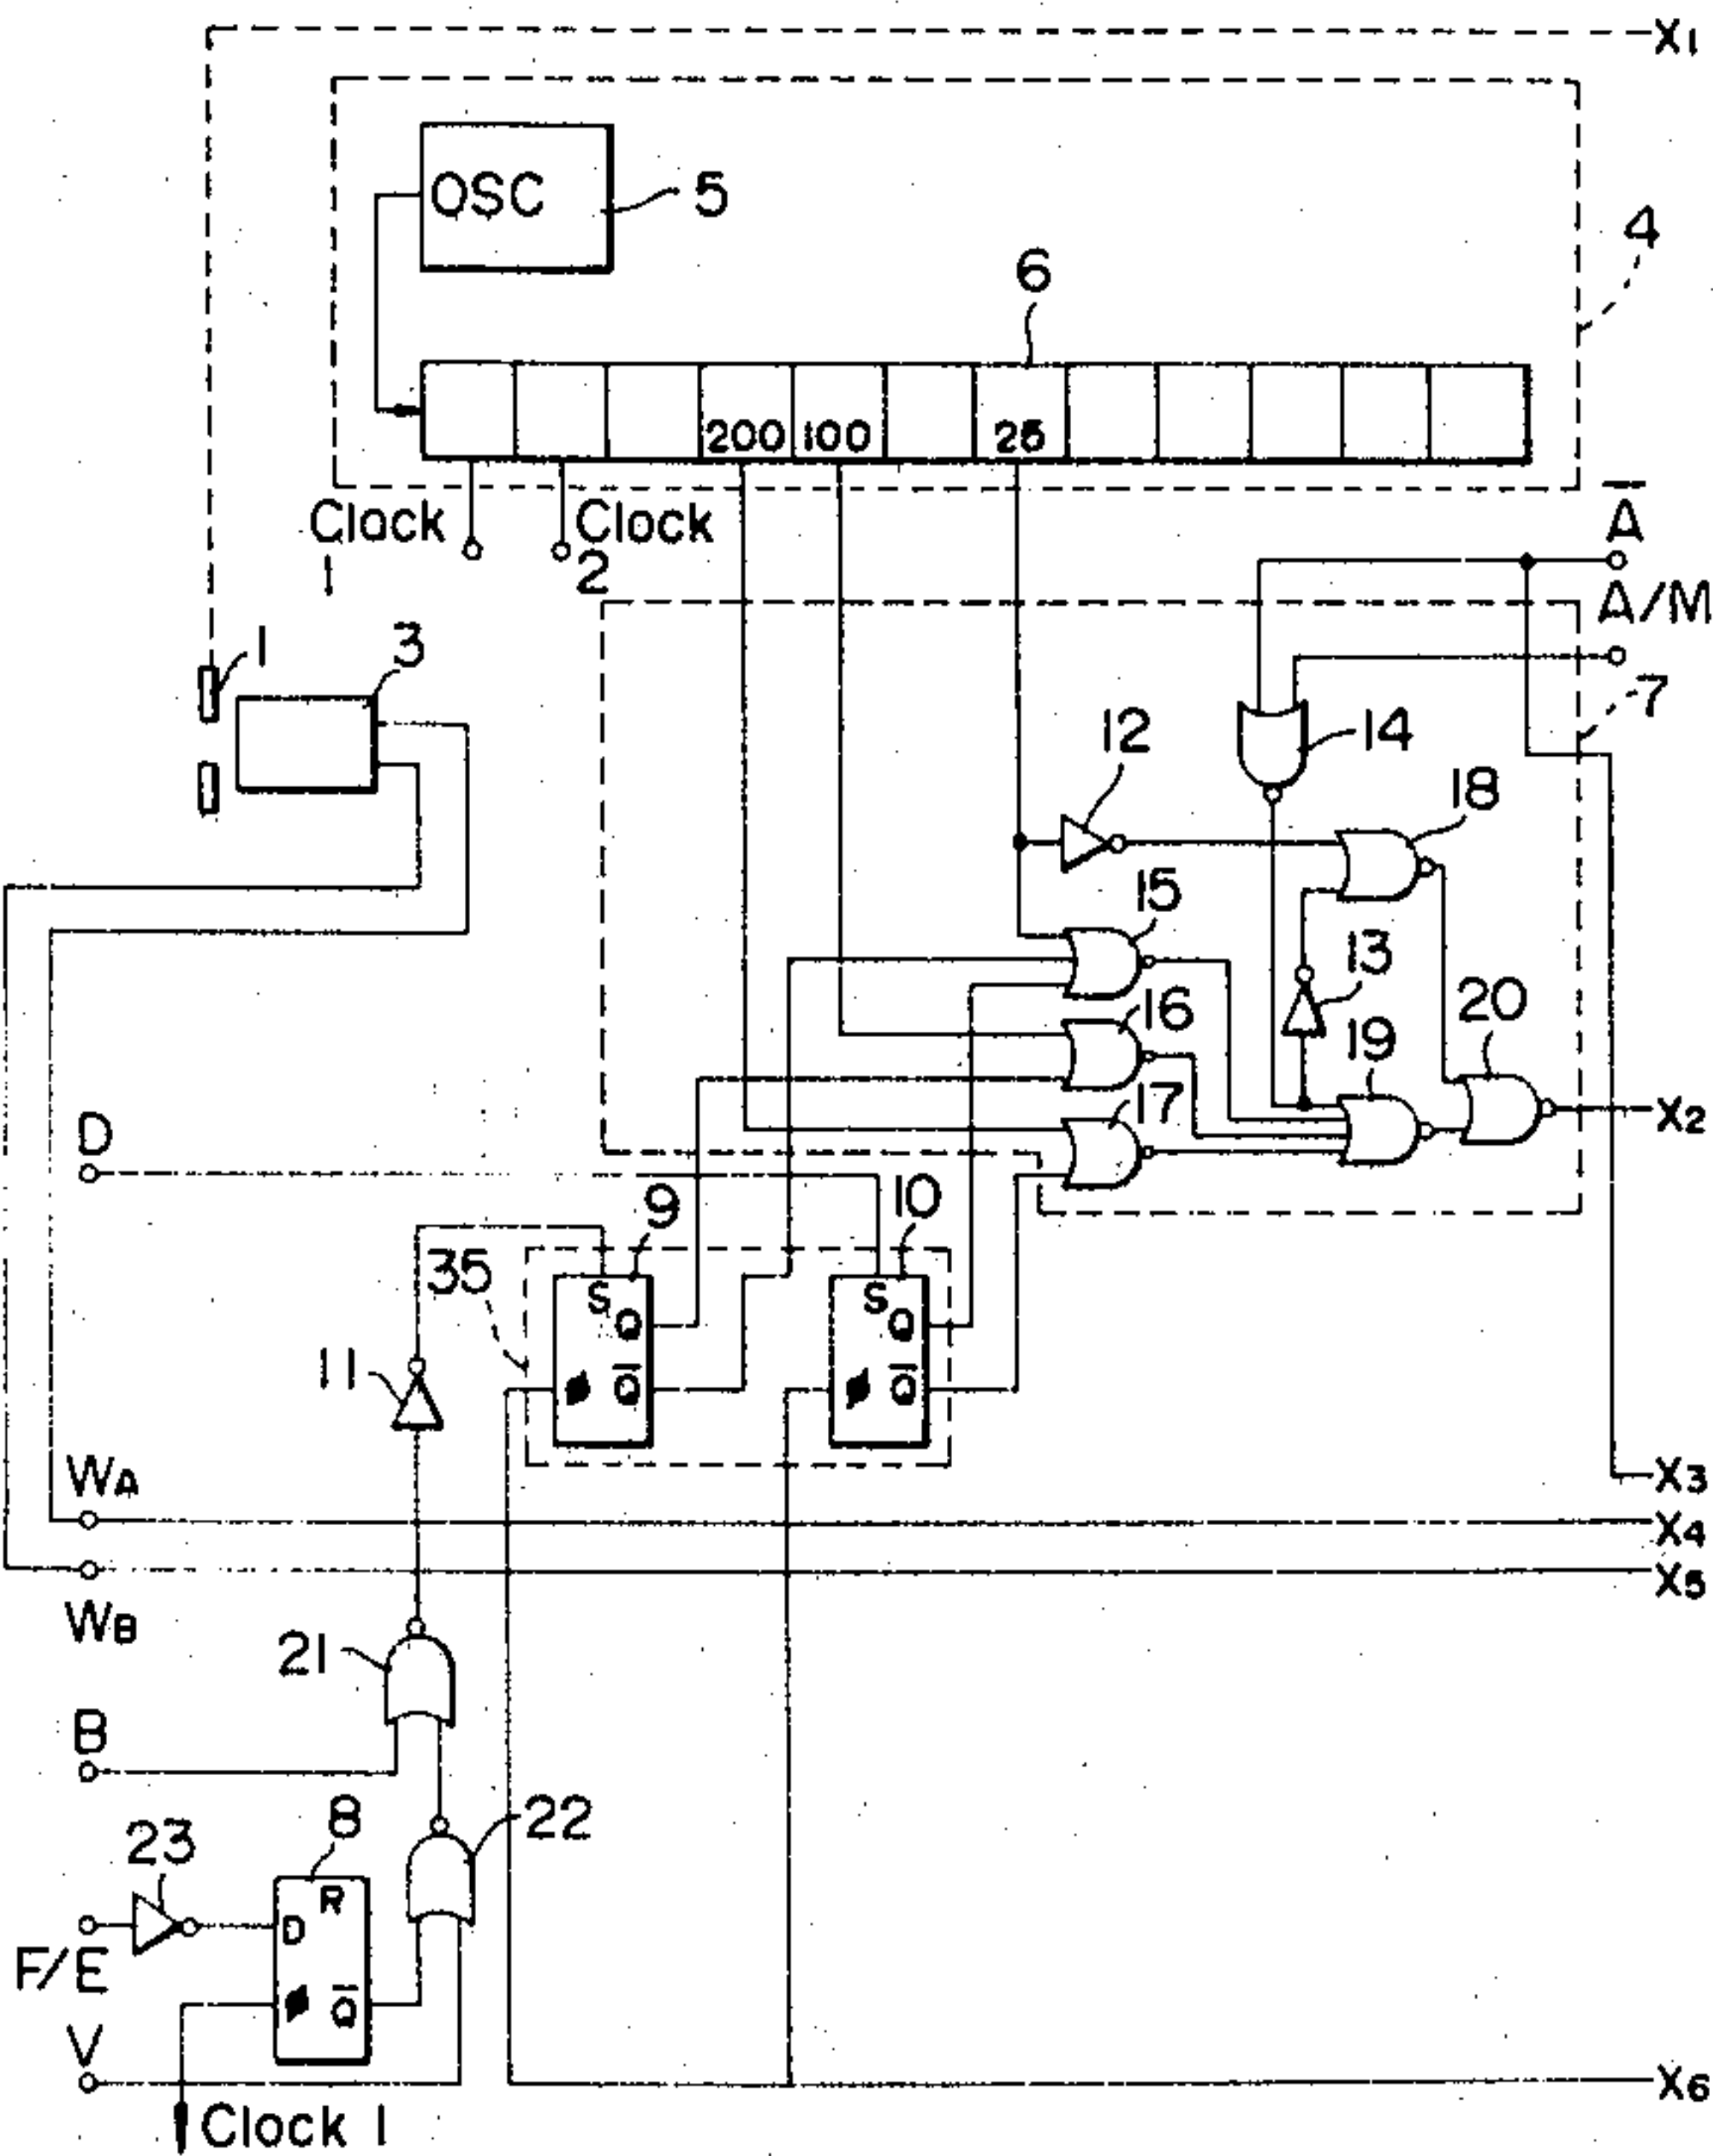 X1
OSC
5
4
6
200
100
25
Clock
1
Clock
2
A̅
A/M
1
3
7
12
14
18
15
13
16
19
20
17
X2
D
9
10
35
S
Q
Q̅
S
Q
Q̅
11
WA
X3
X4
X5
WB
21
B
8
22
23
R
D
F/E
Q̅
V
X6
Clock 1